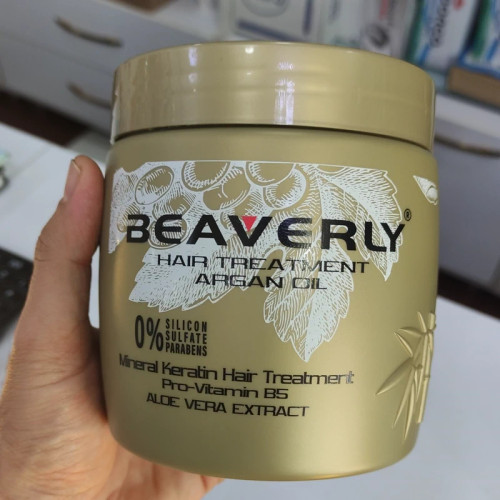 BEAVERLY®
HAIR TREATMENT
ARGAN OIL
0% SILICON
SULFATE
PARABENS
Mineral Keratin Hair Treatment
Pro-Vitamin B5
ALOE VERA EXTRACT